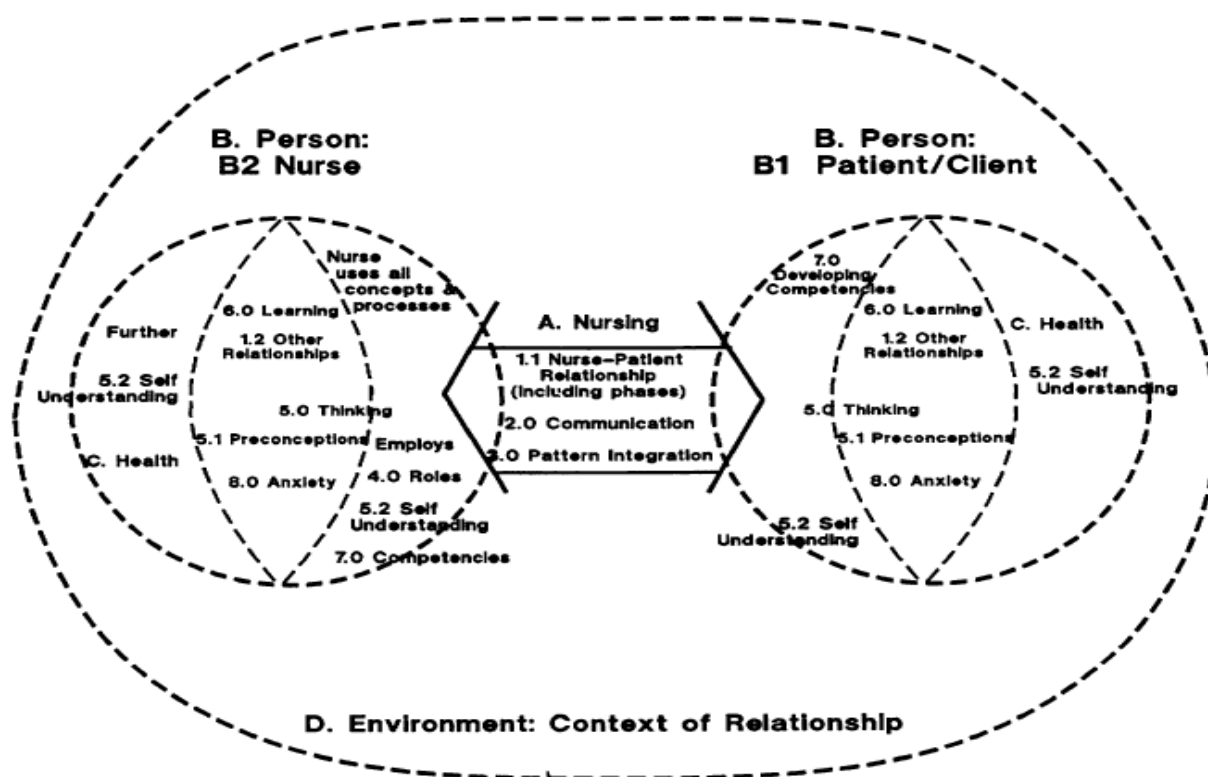 B. Person:
B2 Nurse
B. Person:
B1 Patient/Client
Nurse
uses all
concepts &
processes
6.0 Learning
1.2 Other
Relationships
Further
5.2 Self
Understanding
5.0 Thinking
5.1 Preconceptions
Employs
C. Health
8.0 Anxiety
4.0 Roles
5.2 Self
Understanding
7.0 Competencies
A. Nursing
1.1 Nurse-Patient
Relationship
(including phases)
2.0 Communication
3.0 Pattern Integration
7.0
Developing
Competencies
6.0 Learning
1.2 Other
Relationships
C. Health
5.2 Self
Understanding
5.0 Thinking
5.1 Preconceptions
8.0 Anxiety
5.2 Self
Understanding
D. Environment: Context of Relationship